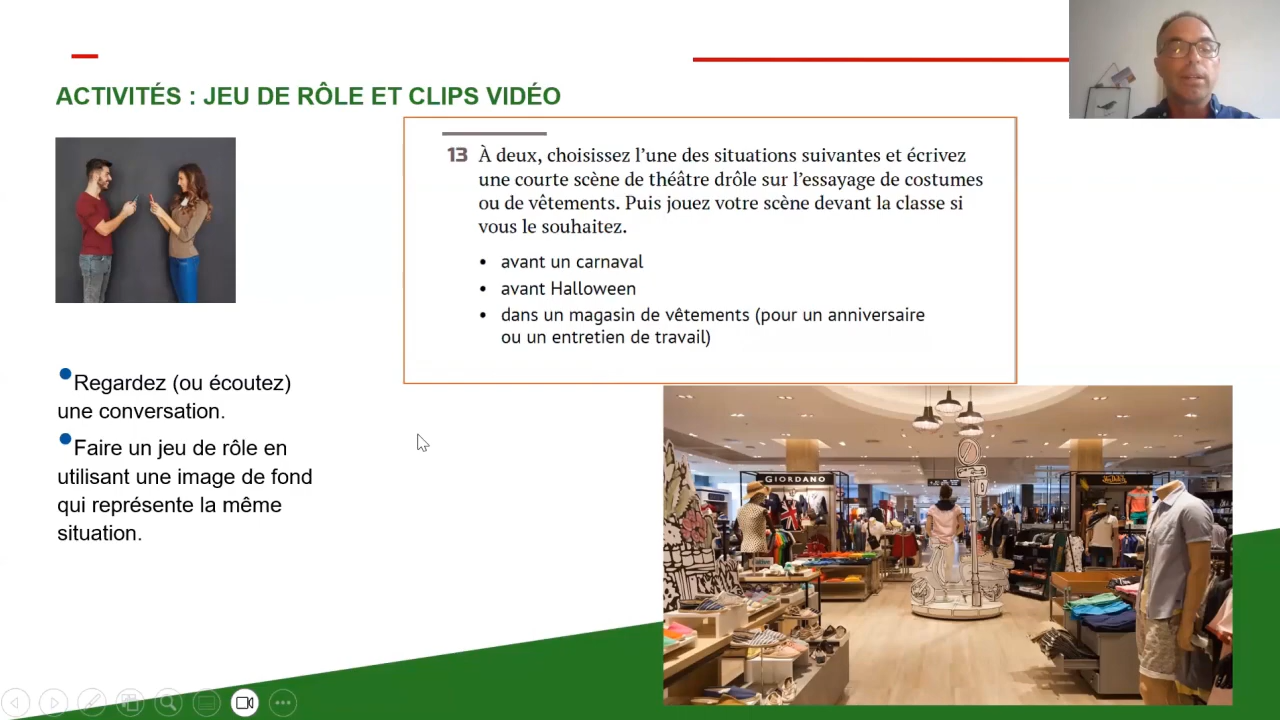 ACTIVITÉS : JEU DE RÔLE ET CLIPS VIDÉO
13 À deux, choisissez l'une des situations suivantes et écrivez
une courte scène de théâtre drôle sur l'essayage de costumes
ou de vêtements. Puis jouez votre scène devant la classe si
vous le souhaitez.
• avant un carnaval
• avant Halloween
• dans un magasin de vêtements (pour un anniversaire
ou un entretien de travail)
•Regardez (ou écoutez)
une conversation.
•Faire un jeu de rôle en
utilisant une image de fond
qui représente la même
situation.
GIORDANO